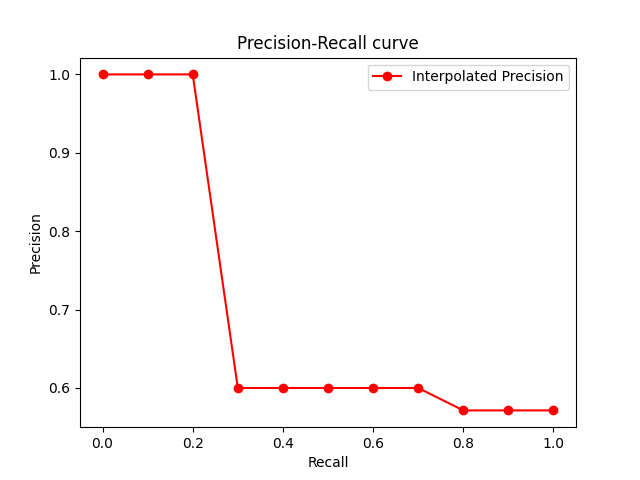 Precision-Recall curve
Interpolated Precision
1.0
0.9
0.8
0.7
0.6
Precision
0.0 0.2 0.4 0.6 0.8 1.0
Recall